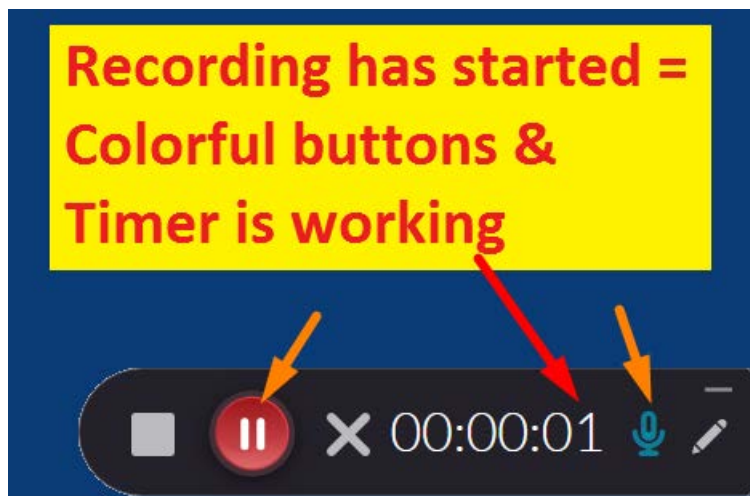 Recording has started =
Colorful buttons &
Timer is working
00:00:01